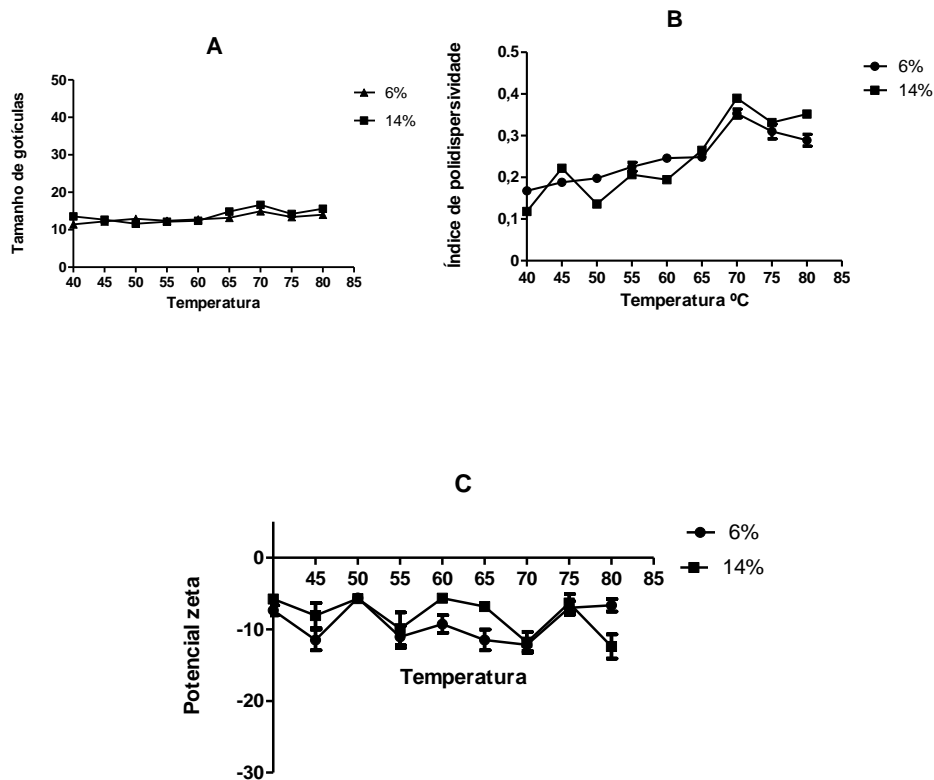 A
Tamanho de gotículas
50
40
30
20
10
0
40 45 50 55 60 65 70 75 80 85
Temperatura
6%
14%
B
Índice de polidispersividade
0,5
0,4
0,3
0,2
0,1
0
40 45 50 55 60 65 70 75 80 85
Temperatura ºC
6%
14%
C
Potencial zeta
0
-10
-20
-30
45 50 55 60 65 70 75 80 85
Temperatura
6%
14%